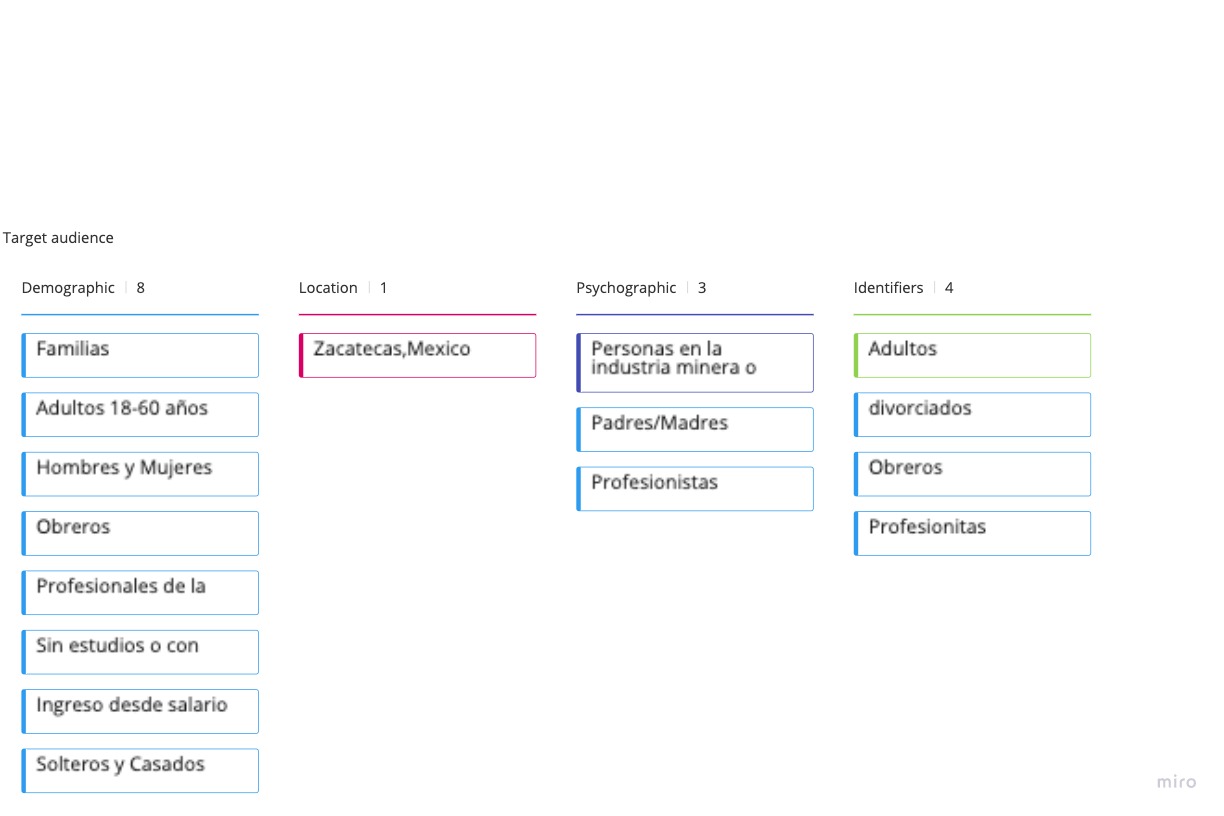 Target audience
Demographic 8
Familias
Adultos 18-60 años
Hombres y Mujeres
Obreros
Profesionales de la
Sin estudios o con
Ingreso desde salario
Solteros y Casados
Location 1
Zacatecas,Mexico
Psychographic 3
Personas en la
industria minera o
Padres/Madres
Profesionistas
Identifiers 4
Adultos
divorciados
Obreros
Profesionitas
miro